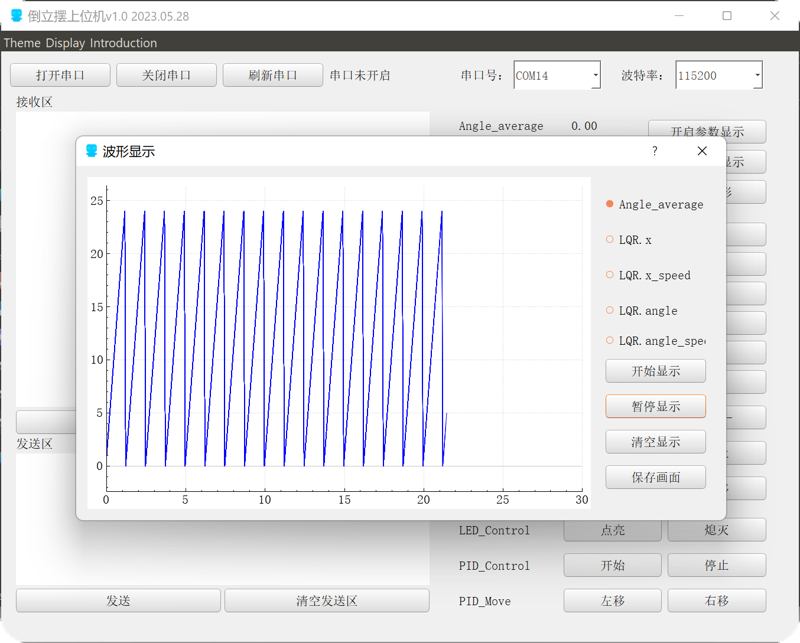 倒立摆上位机v1.0 2023.05.28
Theme Display Introduction
打开串口 关闭串口 刷新串口 串口未开启 串口号: COM14 波特率: 115200
接收区
Angle_average 0.00 开启参数显示
显示
波形显示
?
25
20
15
10
5
0
0 5 10 15 20 25 30
Angle_average
LQR.x
LQR.x_speed
LQR.angle
LQR.angle_spe
开始显示
暂停显示
清空显示
保存画面
发送区
LED_Control 点亮 熄灭
PID_Control 开始 停止
发送 清空发送区 PID_Move 左移 右移